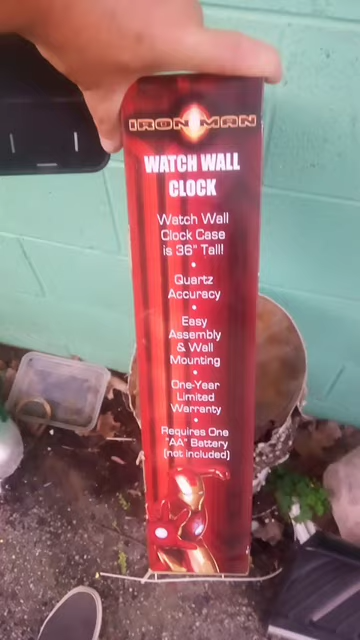 IRON MAN
WATCH WALL
CLOCK
Watch Wall
Clock Case
is 36" Tall!
•
Quartz
Accuracy
•
Easy
Assembly
& Wall
Mounting
•
One-Year
Limited
Warranty
•
Requires One
"AA" Battery
(not included)